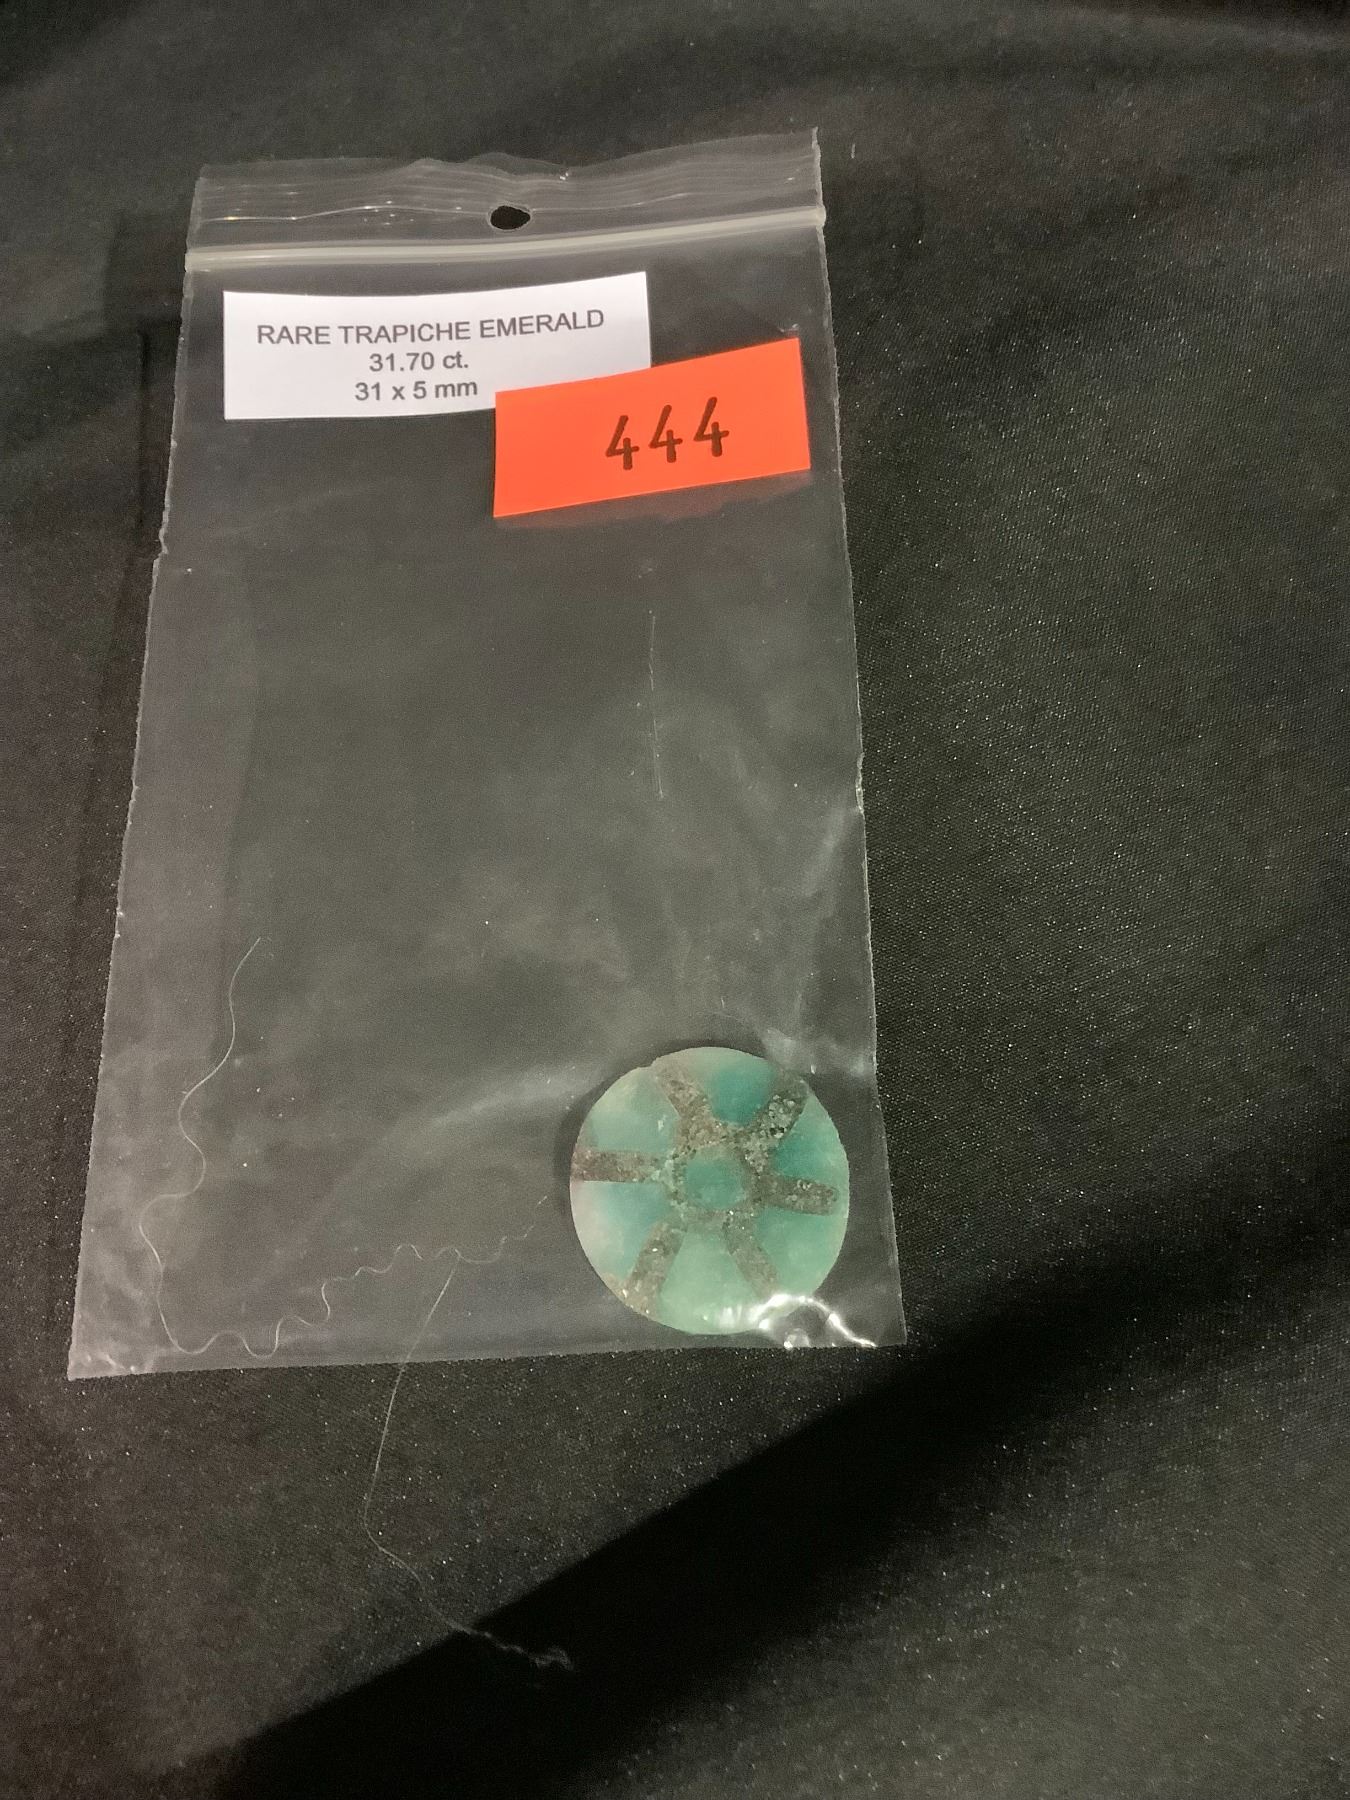 RARE TRAPICHE EMERALD
31.70 ct.
31 x 5 mm
444